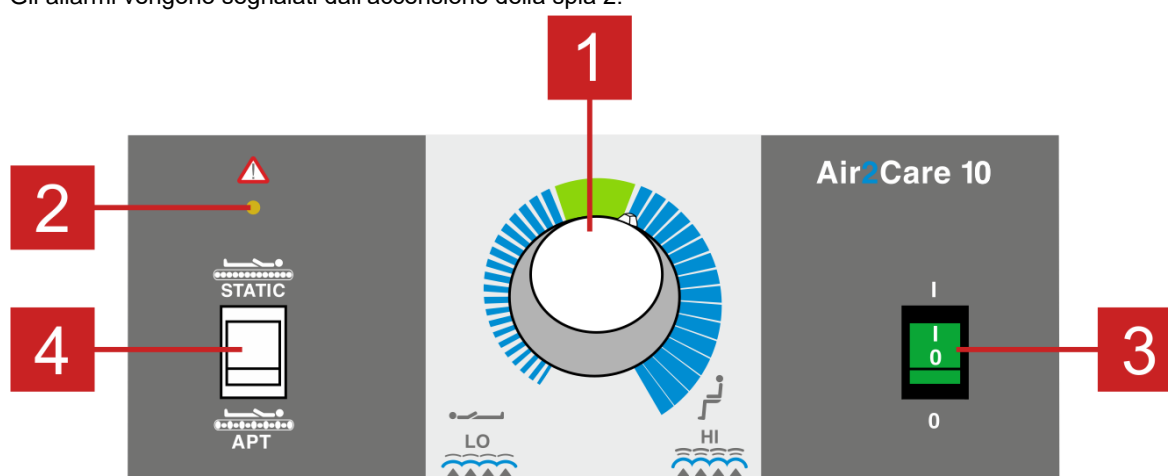 Gli allarmi vengono segnalati dall'accensione della spia 2.
1
2
Air2Care 10
STATIC
I
4
I
0
3
APT
LO
HI
0